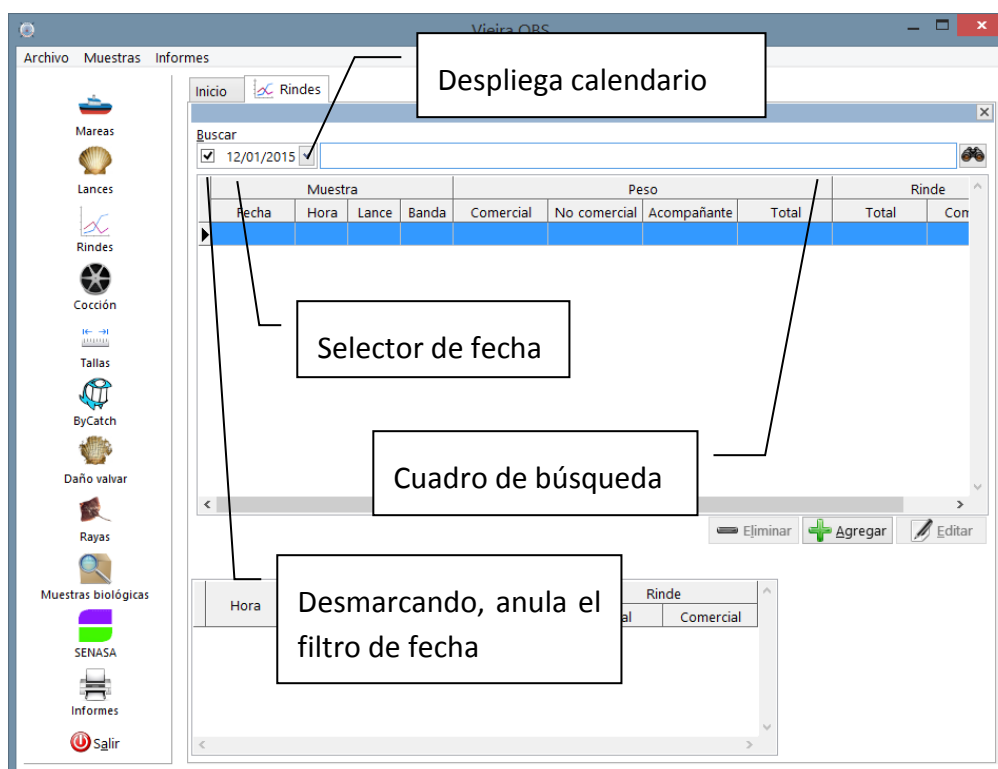 Vieira OBS
Archivo Muestras Informes
Despliega calendario
Inicio Rindes
Mareas
Lances
Rindes
Cocción
Tallas
ByCatch
Daño valvar
Rayas
Muestras biológicas
SENASA
Informes
Salir
Buscar
12/01/2015
Muestra Peso Rinde
Fecha Hora Lance Banda Comercial No comercial Acompañante Total Total Com
Selector de fecha
Cuadro de búsqueda
Eliminar Agregar Editar
Desmarcando, anula el
filtro de fecha
Rinde
Hora al Comercial